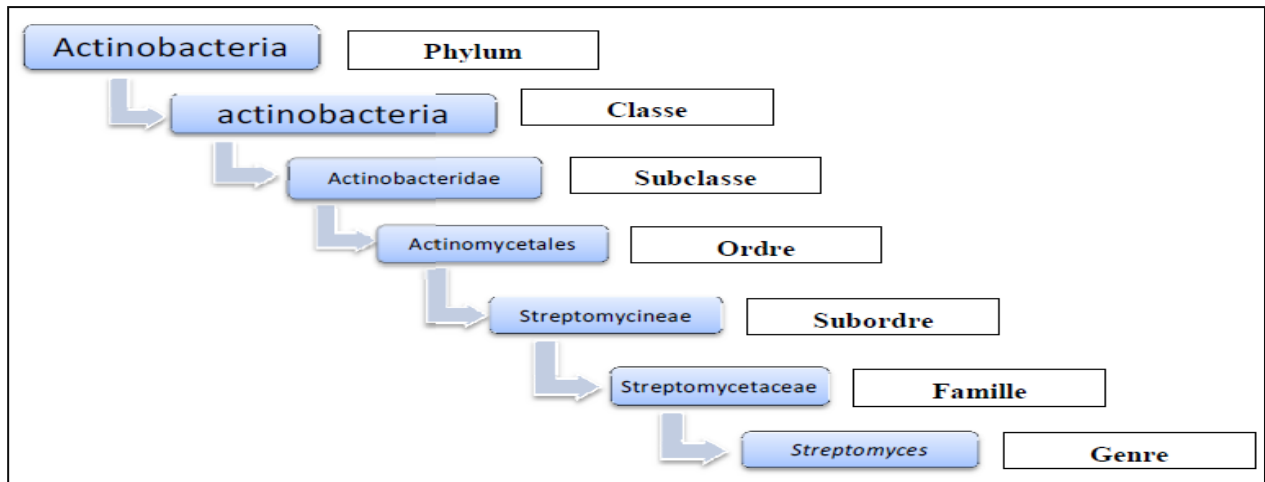 Actinobacteria Phylum
actinobacteria Classe
Actinobacteridae Subclasse
Actinomycetales Ordre
Streptomycineae Subordre
Streptomycetaceae Famille
Streptomyces Genre